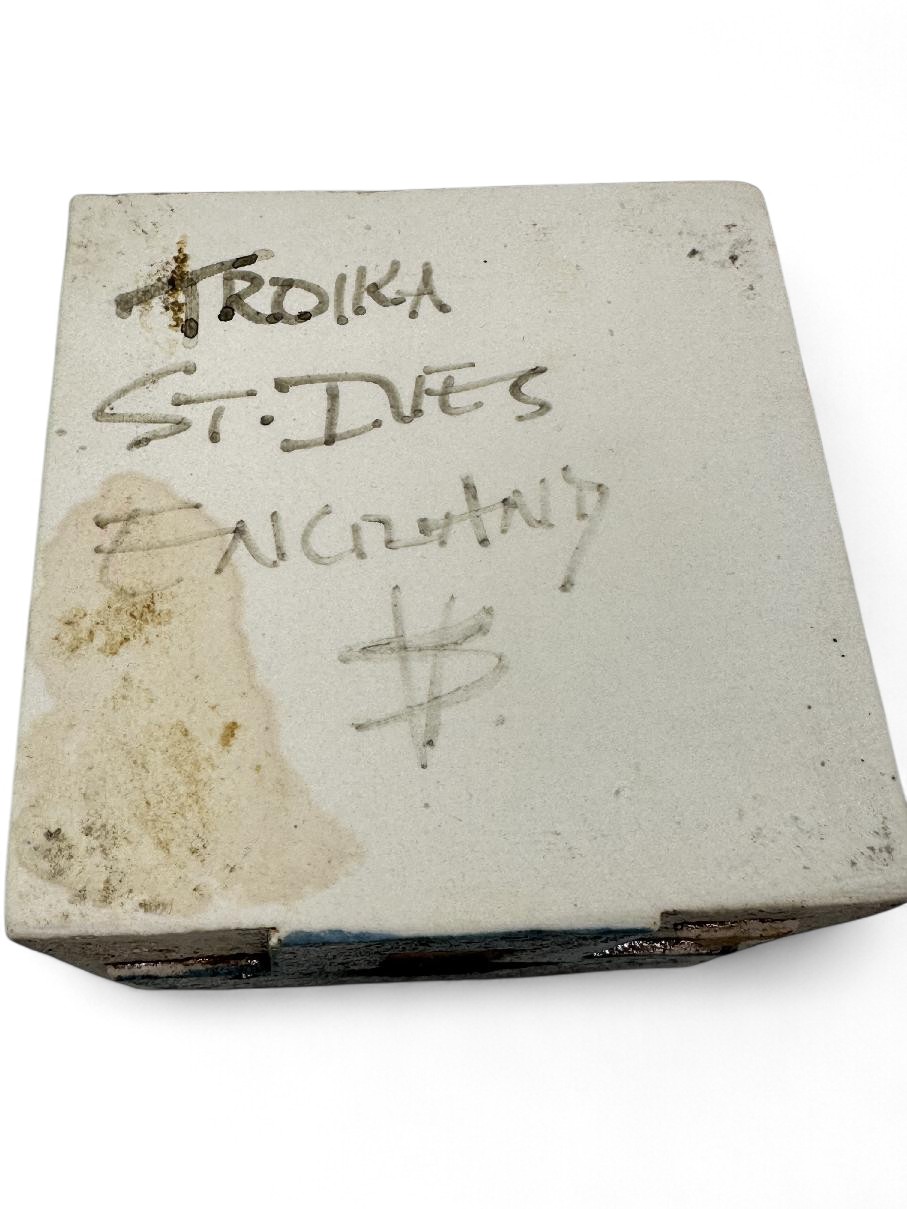 TROIKA
ST. IVES
ENGLAND